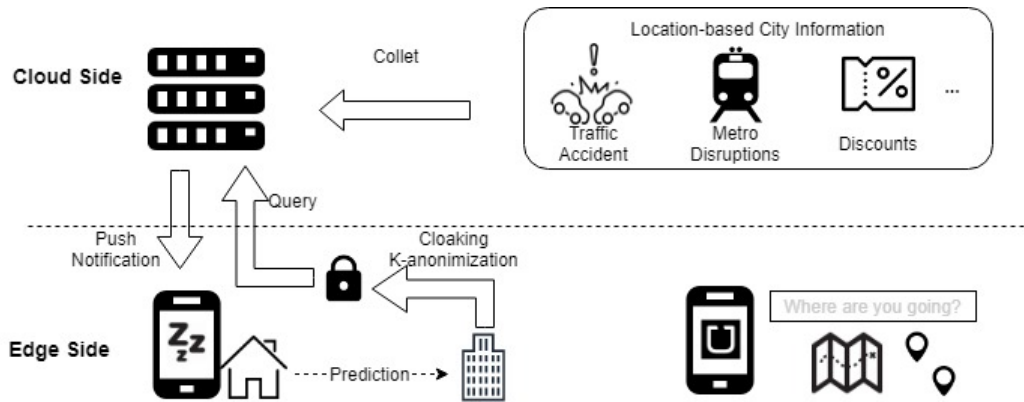 Location-based City Information
Cloud Side
Collet
Traffic
Accident
Metro
Disruptions
Discounts
...
Query
Push
Notification
Cloaking
K-anonimization
Where are you going?
Edge Side
Zzz
Prediction